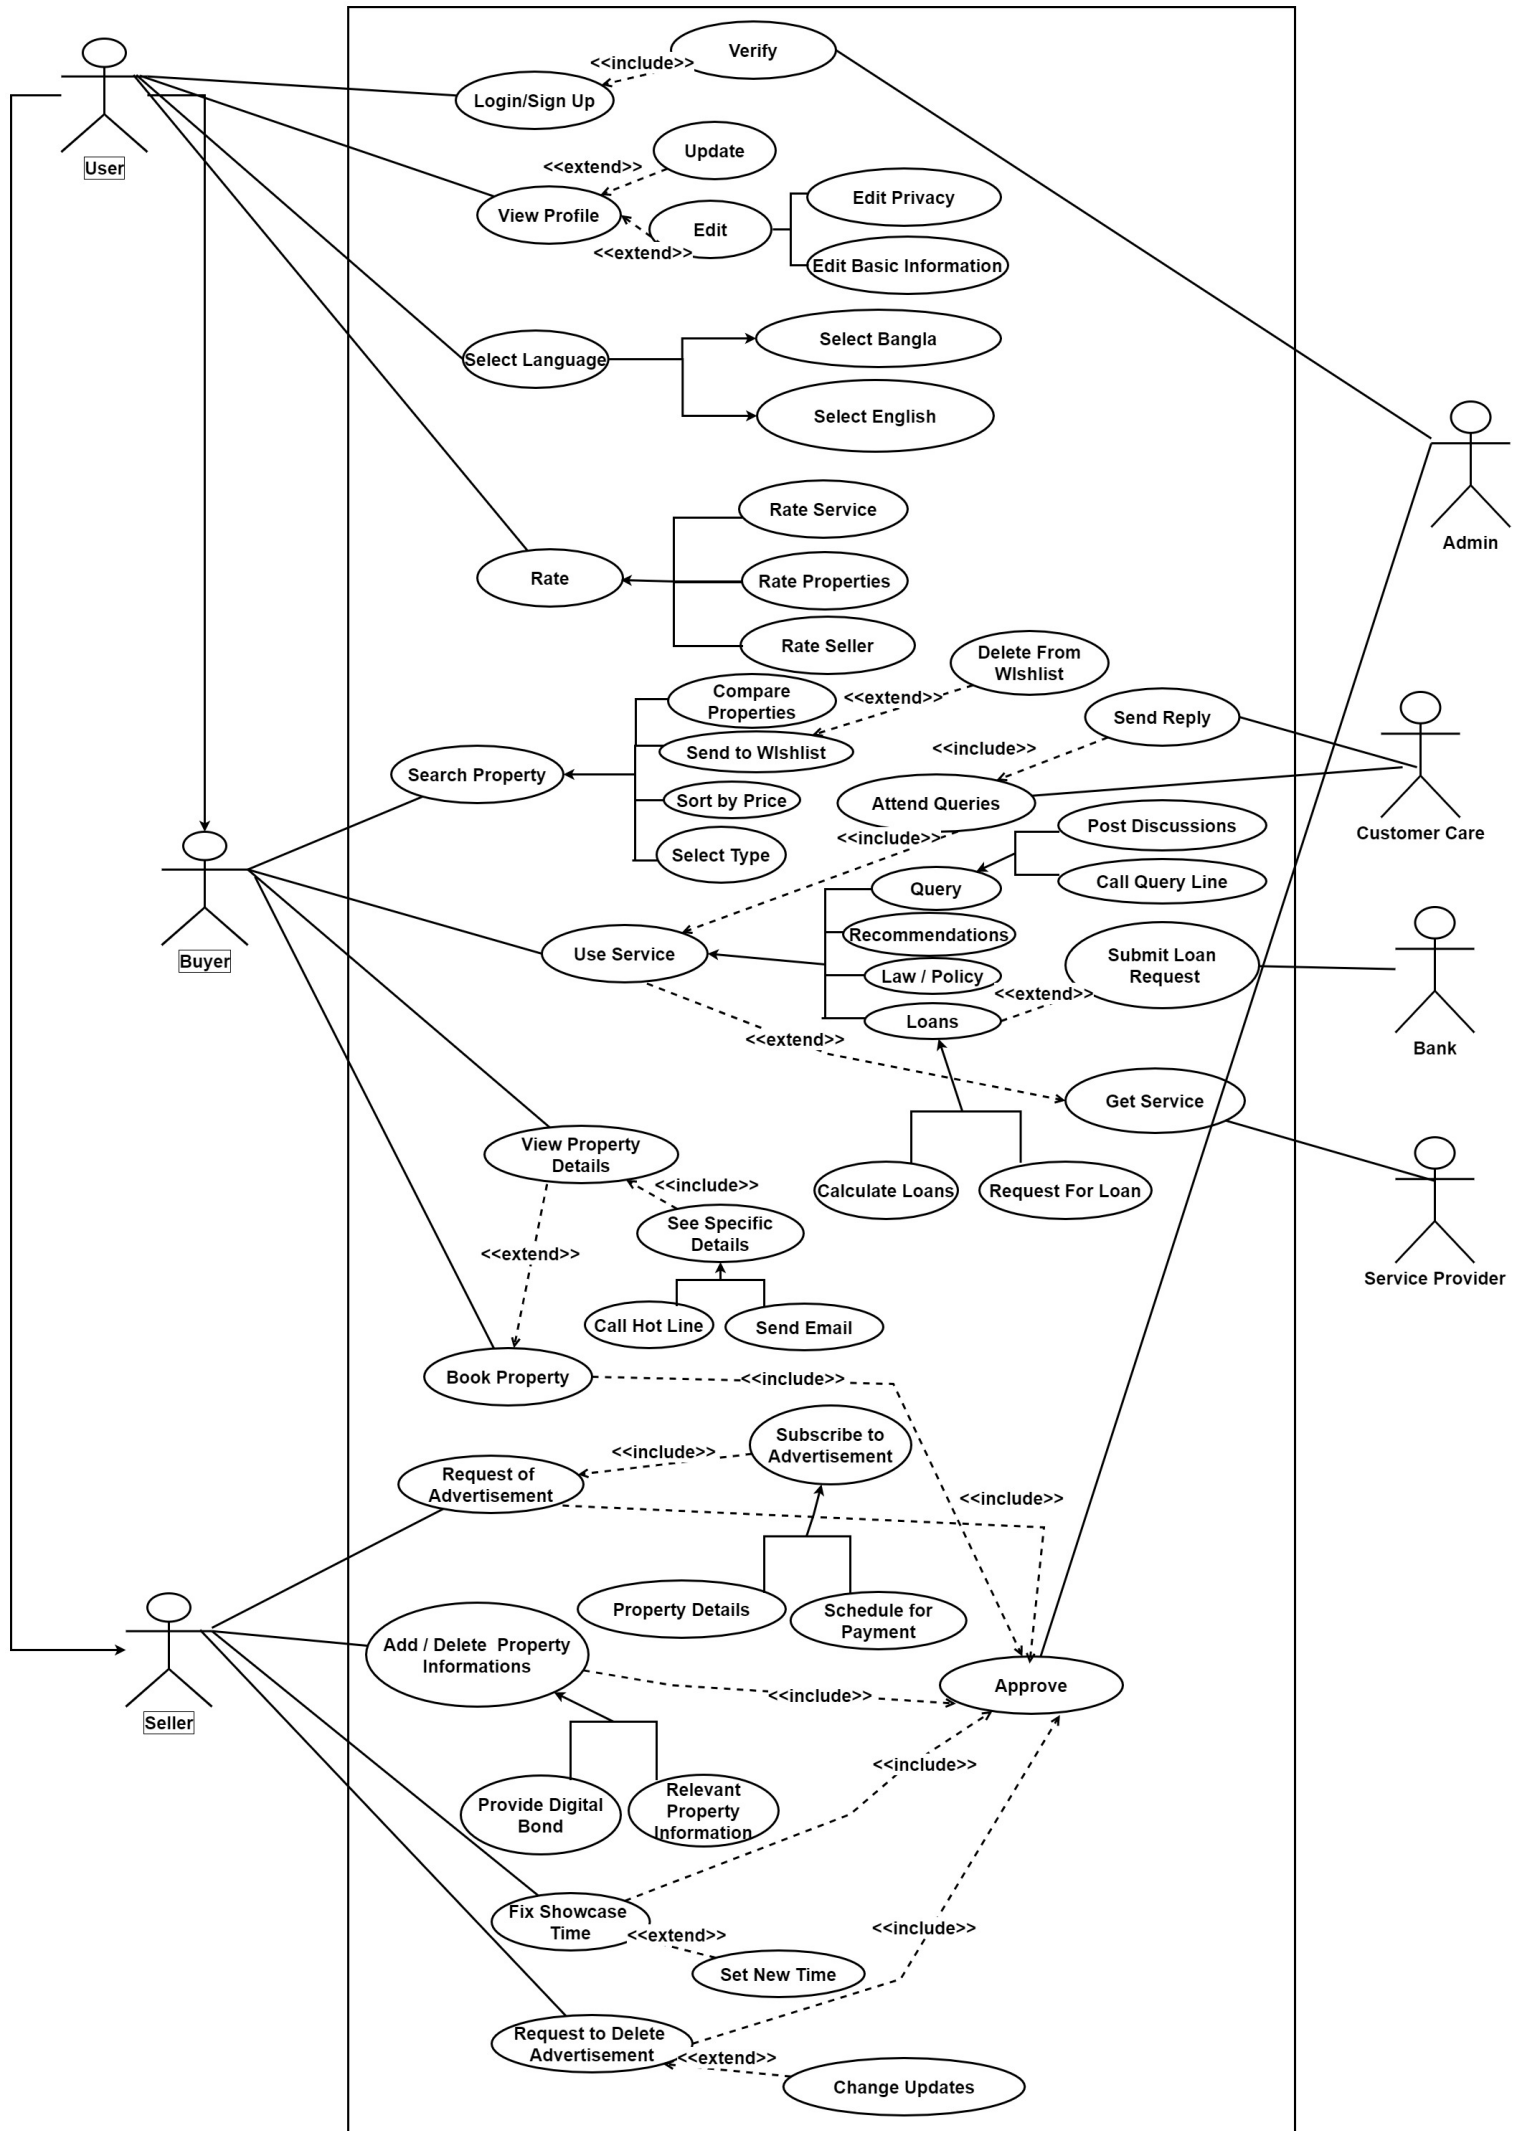 Verify
<<include>>
Login/Sign Up
Update
<<extend>>
User
Edit Privacy
View Profile
Edit
<<extend>>
Edit Basic Information
Select Bangla
Select Language
Select English
Rate Service
Admin
Rate
Rate Properties
Rate Seller
Delete From
WIshlist
Compare
Properties
<<extend>>
Send Reply
<<include>>
Send to WIshlist
Search Property
Sort by Price
Attend Queries
Post Discussions
Customer Care
<<include>>
Select Type
Call Query Line
Query
Recommendations
Use Service
Buyer
Submit Loan
Request
Law / Policy
<<extend>>
Loans
<<extend>>
Bank
Get Service
View Property
Details
<<include>>
Calculate Loans
Request For Loan
See Specific
Details
<<extend>>
Service Provider
Call Hot Line
Send Email
Book Property
<<include>>
Subscribe to
Advertisement
<<include>>
Request of
Advertisement
<<include>>
Property Details
Schedule for
Payment
Add / Delete  Property
Informations
Approve
<<include>>
Seller
<<include>>
Provide Digital
Bond
Relevant
Property
Information
Fix Showcase
Time
<<extend>>
<<include>>
Set New Time
Request to Delete
Advertisement
<<extend>>
Change Updates